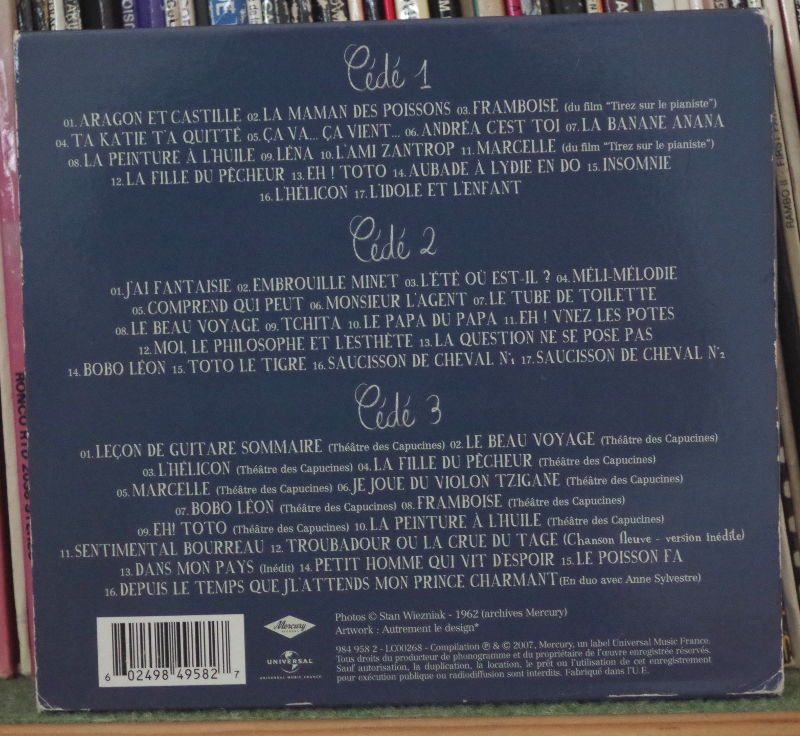 Cédé 1
01. ARAGON ET CASTILLE 02. LA MAMAN DES POISSONS 03. FRAMBOISE (du film "Tirez sur le pianiste")
04. T'A KATIE T'A QUITTÉ 05. ÇA VA... ÇA VIENT... 06. ANDRÉA C'EST TOI 07. LA BANANE ANANA
08. LA PEINTURE À L'HUILE 09. LÉNA 10. L'AMI ZANTROP 11. MARCELLE (du film "Tirez sur le pianiste")
12. LA FILLE DU PÊCHEUR 13. EH ! TOTO 14. AUBADE À LYDIE EN DO 15. INSOMNIE
16. L'HÉLICON 17. L'IDOLE ET L'ENFANT
Cédé 2
01. J'AI FANTAISIE 02. EMBROUILLE MINET 03. L'ÉTÉ OÙ EST-IL ? 04. MÉLI-MÉLODIE
05. COMPREND QUI PEUT 06. MONSIEUR L'AGENT 07. LE TUBE DE TOILETTE
08. LE BEAU VOYAGE 09. TCHITA 10. LE PAPA DU PAPA 11. EH ! V'NEZ LES POTES
12. MOI, LE PHILOSOPHE ET L'ESTHÈTE 13. LA QUESTION NE SE POSE PAS
14. BOBO LÉON 15. TOTO LE TIGRE 16. SAUCISSON DE CHEVAL N°1 17. SAUCISSON DE CHEVAL N°2
Cédé 3
01. LEÇON DE GUITARE SOMMAIRE (Théâtre des Capucines) 02. LE BEAU VOYAGE (Théâtre des Capucines)
03. L'HÉLICON (Théâtre des Capucines) 04. LA FILLE DU PÊCHEUR (Théâtre des Capucines)
05. MARCELLE (Théâtre des Capucines) 06. JE JOUE DU VIOLON TZIGANE (Théâtre des Capucines)
07. BOBO LÉON (Théâtre des Capucines) 08. FRAMBOISE (Théâtre des Capucines)
09. EH! TOTO (Théâtre des Capucines) 10. LA PEINTURE À L'HUILE (Théâtre des Capucines)
11. SENTIMENTAL BOURREAU 12. TROUBADOUR OU LA CRUE DU TAGE (Chanson fleuve - version inédite)
13. DANS MON PAYS (Inédit) 14. PETIT HOMME QUI VIT D'ESPOIR 15. LE POISSON FA
16. DEPUIS LE TEMPS QUE J'L'ATTENDS MON PRINCE CHARMANT (En duo avec Anne Sylvestre)
6 02498 49582 7
Mercury
RECORDS
UNIVERSAL
UNIVERSAL MUSIC FRANCE
Photos © Stan Wiezniak - 1962 (archives Mercury)
Artwork : Autrement le design*
984 958 2 - LC00268 - Compilation ℗ & © 2007, Mercury, un label Universal Music France.
Tous droits du producteur de phonogramme et du propriétaire de l'œuvre enregistrée réservés.
Sauf autorisation, la duplication, la location, le prêt ou l'utilisation de cet enregistrement
pour exécution publique ou radiodiffusion sont interdits. Fabriqué dans l'U.E.
RAMBO II - FIRST
RONCO RTD 2038